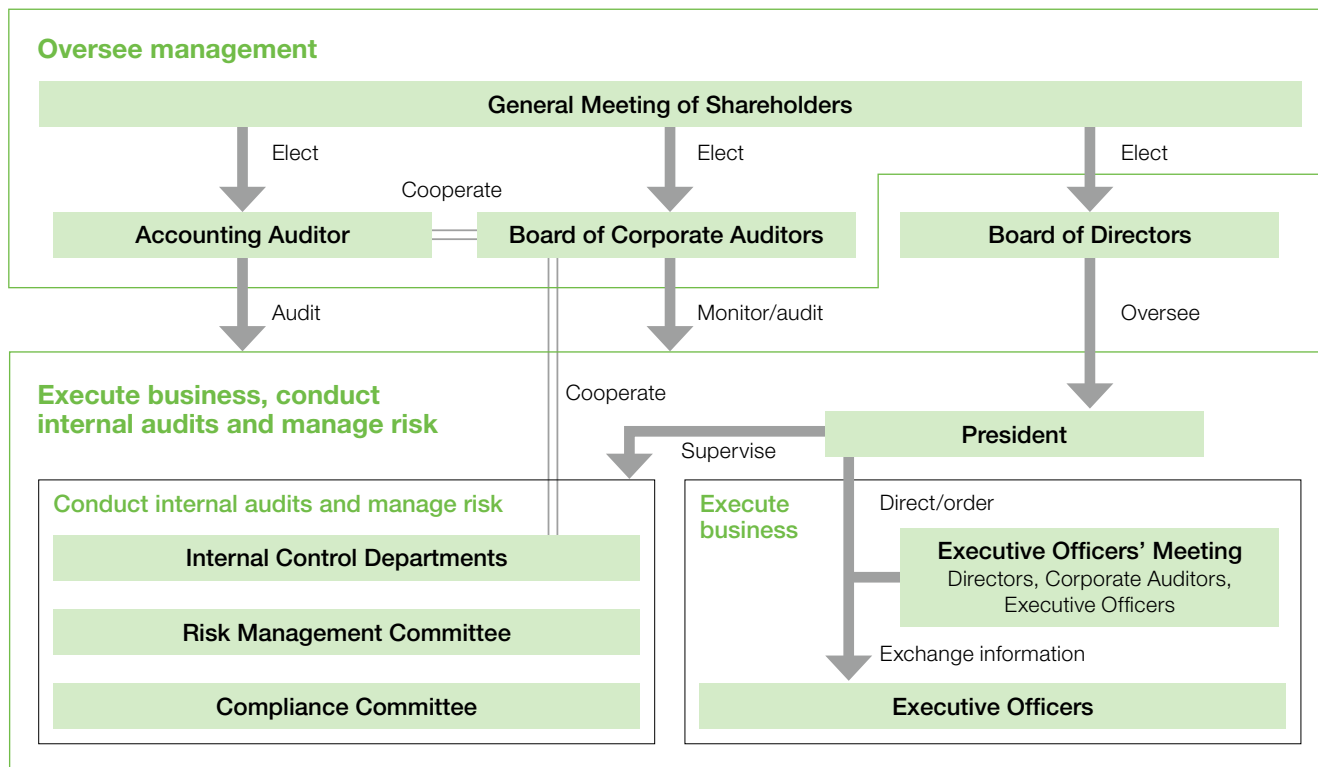 Oversee management
General Meeting of Shareholders
Elect
Elect
Elect
Cooperate
Accounting Auditor
Board of Corporate Auditors
Board of Directors
Audit
Monitor/audit
Oversee
Execute business, conduct
internal audits and manage risk
Cooperate
President
Supervise
Conduct internal audits and manage risk
Internal Control Departments
Risk Management Committee
Compliance Committee
Execute
business
Direct/order
Executive Officers’ Meeting
Directors, Corporate Auditors,
Executive Officers
Exchange information
Executive Officers